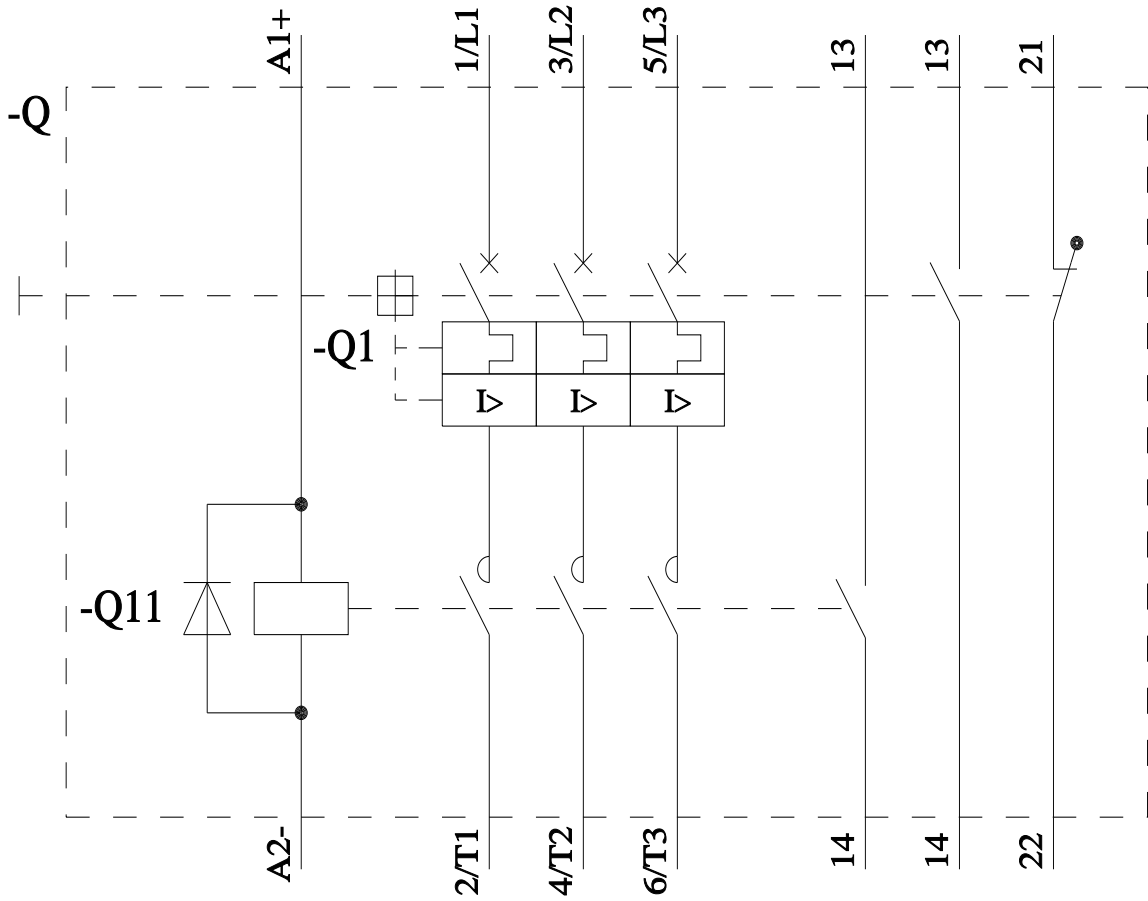 A1+
1/L1
3/L2
5/L3
13
13
21
-Q
-Q1
I>
I>
I>
-Q11
A2-
2/T1
4/T2
6/T3
14
14
22